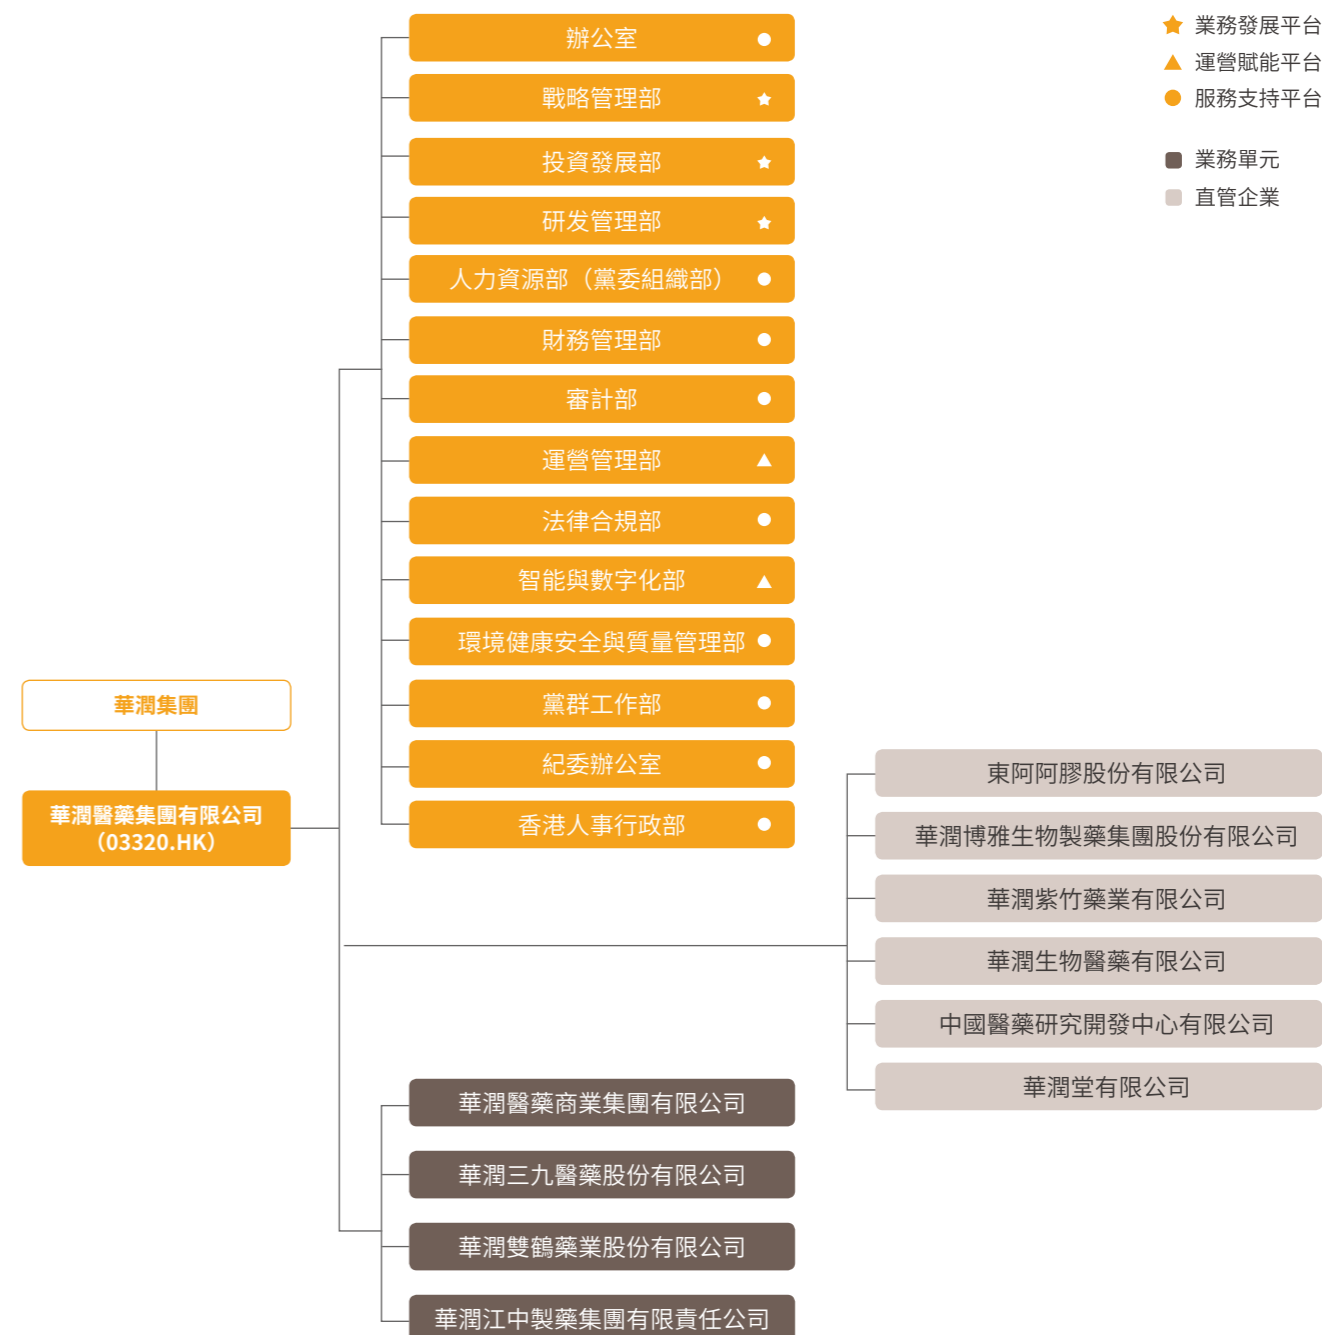 業務發展平台
運營賦能平台
服務支持平台
業務單元
直管企業
辦公室
戰略管理部
投資發展部
研发管理部
人力資源部（黨委組織部）
財務管理部
審計部
運營管理部
法律合規部
智能與數字化部
環境健康安全與質量管理部
黨群工作部
紀委辦公室
香港人事行政部
華潤集團
華潤醫藥集團有限公司
（03320.HK）
東阿阿膠股份有限公司
華潤博雅生物製藥集團股份有限公司
華潤紫竹藥業有限公司
華潤生物醫藥有限公司
中國醫藥研究開發中心有限公司
華潤堂有限公司
華潤醫藥商業集團有限公司
華潤三九醫藥股份有限公司
華潤雙鶴藥業股份有限公司
華潤江中製藥集團有限責任公司